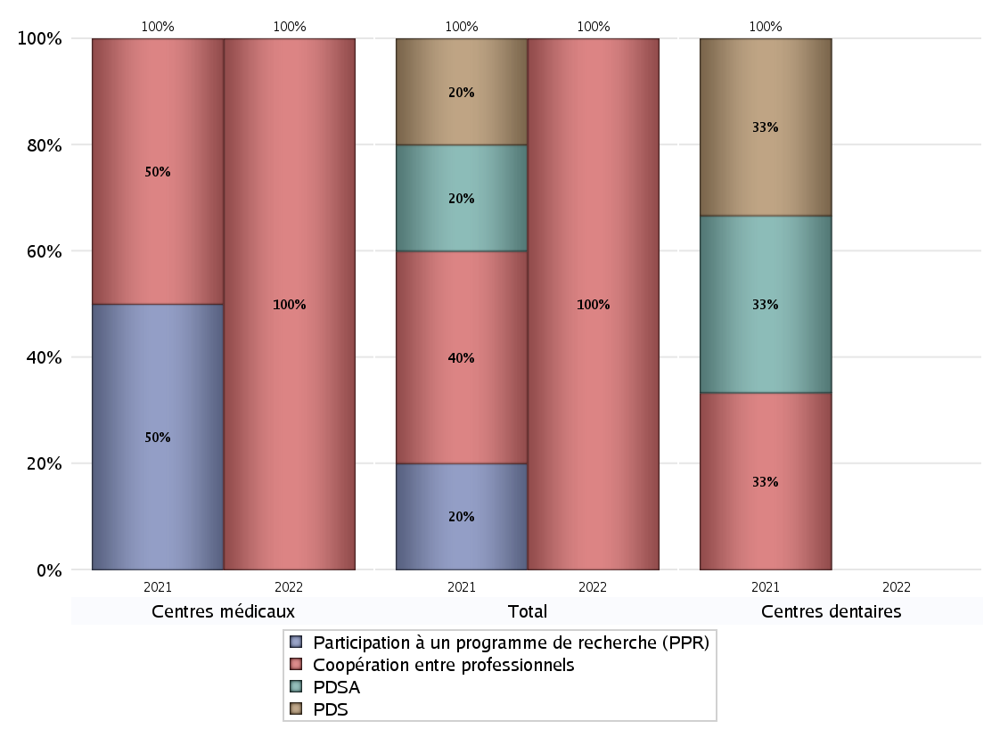 100% 100% 100% 100% 100%
100%
80%
60%
40%
20%
0%
50%
50%
100%
20%
20%
40%
20%
100%
33%
33%
33%
2021 2022 2021 2022 2021 2022
Centres médicaux Total Centres dentaires
Participation à un programme de recherche (PPR)
Coopération entre professionnels
PDSA
PDS